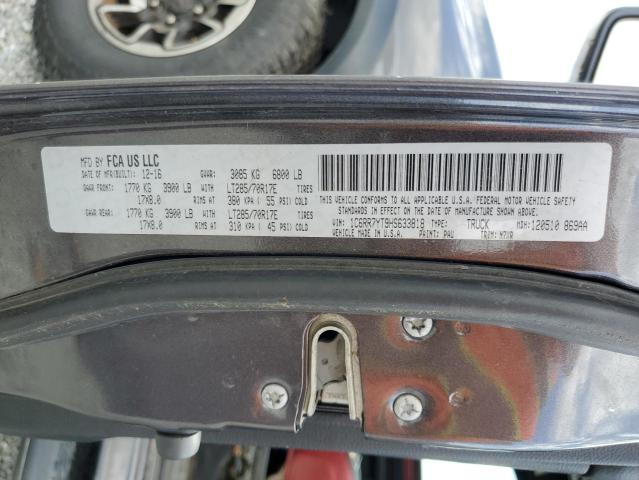 MFD BY FCA US LLC
DATE OF MFR(BUILT): 12-16 GVWR: 3085 KG 6800 LB
GAWR FRONT: 1770 KG 3900 LB WITH LT285/70R17E TIRES
17X8.0 RIMS AT 380 KPA ( 55 PSI) COLD
GAWR REAR: 1770 KG 3900 LB WITH LT285/70R17E TIRES
17X8.0 RIMS AT 310 KPA ( 45 PSI) COLD
THIS VEHICLE CONFORMS TO ALL APPLICABLE U.S.A. FEDERAL MOTOR VEHICLE SAFETY
STANDARDS IN EFFECT ON THE DATE OF MANUFACTURE SHOWN ABOVE.
VIN: 1C6RR7YT9HS633818 TYPE: TRUCK MDH: 120510 869AA
VEHICLE MADE IN U.S.A. PAINT: PAU TRIM: